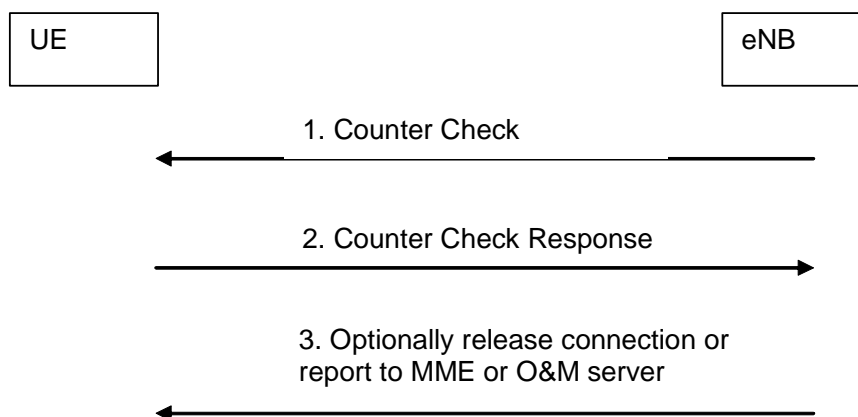 UE
eNB
1. Counter Check
2. Counter Check Response
3. Optionally release connection or
report to MME or O&M server